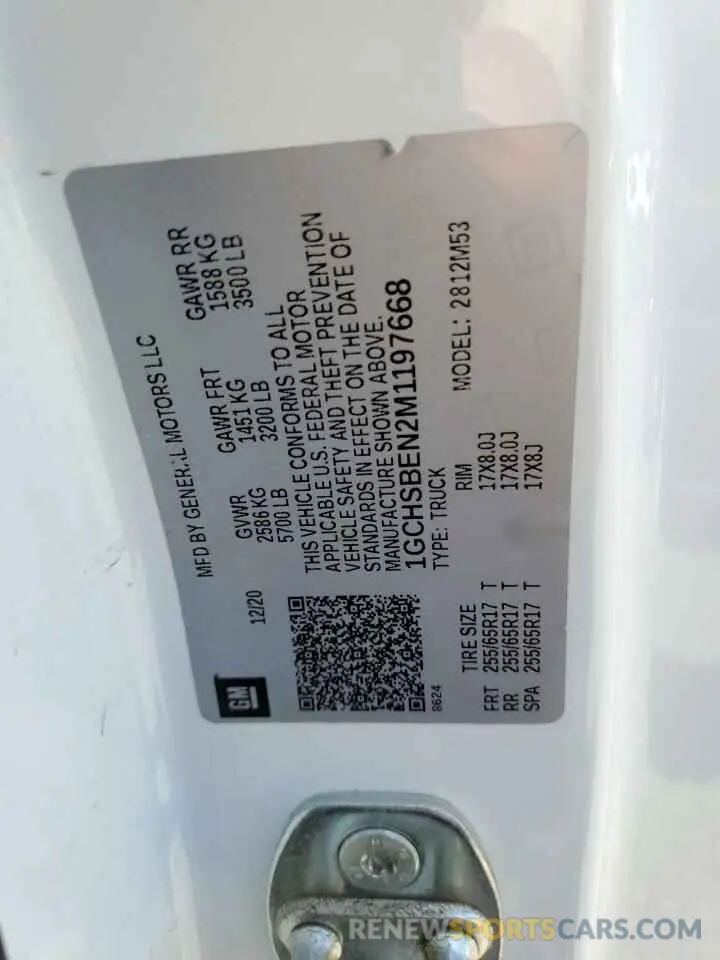 GM
MFD BY GENERAL MOTORS LLC
12/20
GVWR GAWR FRT GAWR RR
2586 KG 1451 KG 1588 KG
5700 LB 3200 LB 3500 LB
THIS VEHICLE CONFORMS TO ALL
APPLICABLE U.S. FEDERAL MOTOR
VEHICLE SAFETY AND THEFT PREVENTION
STANDARDS IN EFFECT ON THE DATE OF
MANUFACTURE SHOWN ABOVE.
1GCHSBEN2M1197668
8624
TYPE: TRUCK MODEL: 2812M53
TIRE SIZE RIM
FRT 255/65R17 T 17X8.0J
RR 255/65R17 T 17X8.0J
SPA 255/65R17 T 17X8J
RENEWSPORTSCARS.COM